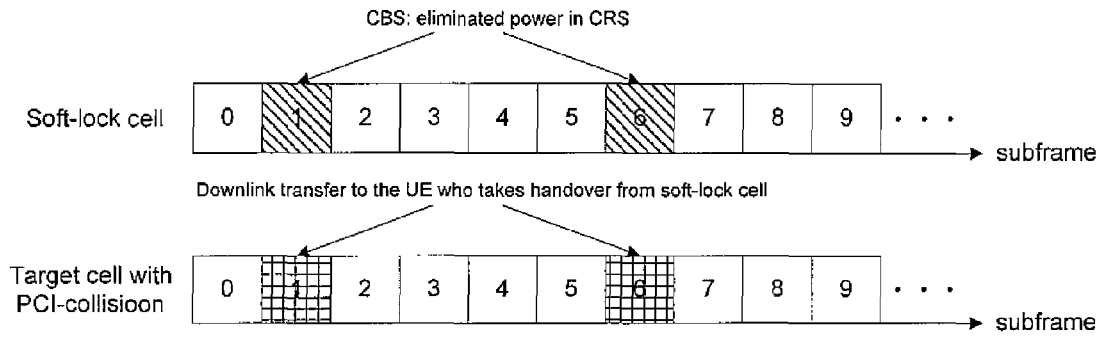 CBS: eliminated power in CRS
Soft-lock cell 0 1 2 3 4 5 6 7 8 9 . . .
subframe
Downlink transfer to the UE who takes handover from soft-lock cell
Target cell with
PCI-collisioon
0 1 2 3 4 5 6 7 8 9 . . .
subframe